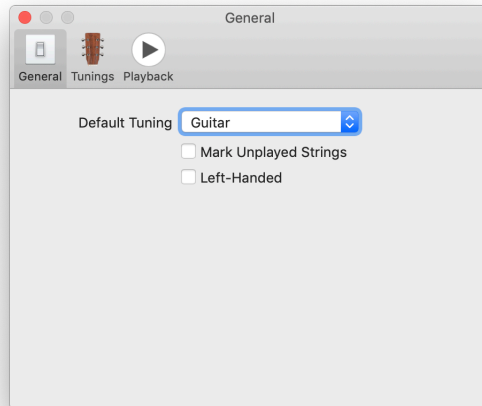 General
General Tunings Playback
Default Tuning Guitar
Mark Unplayed Strings
Left-Handed